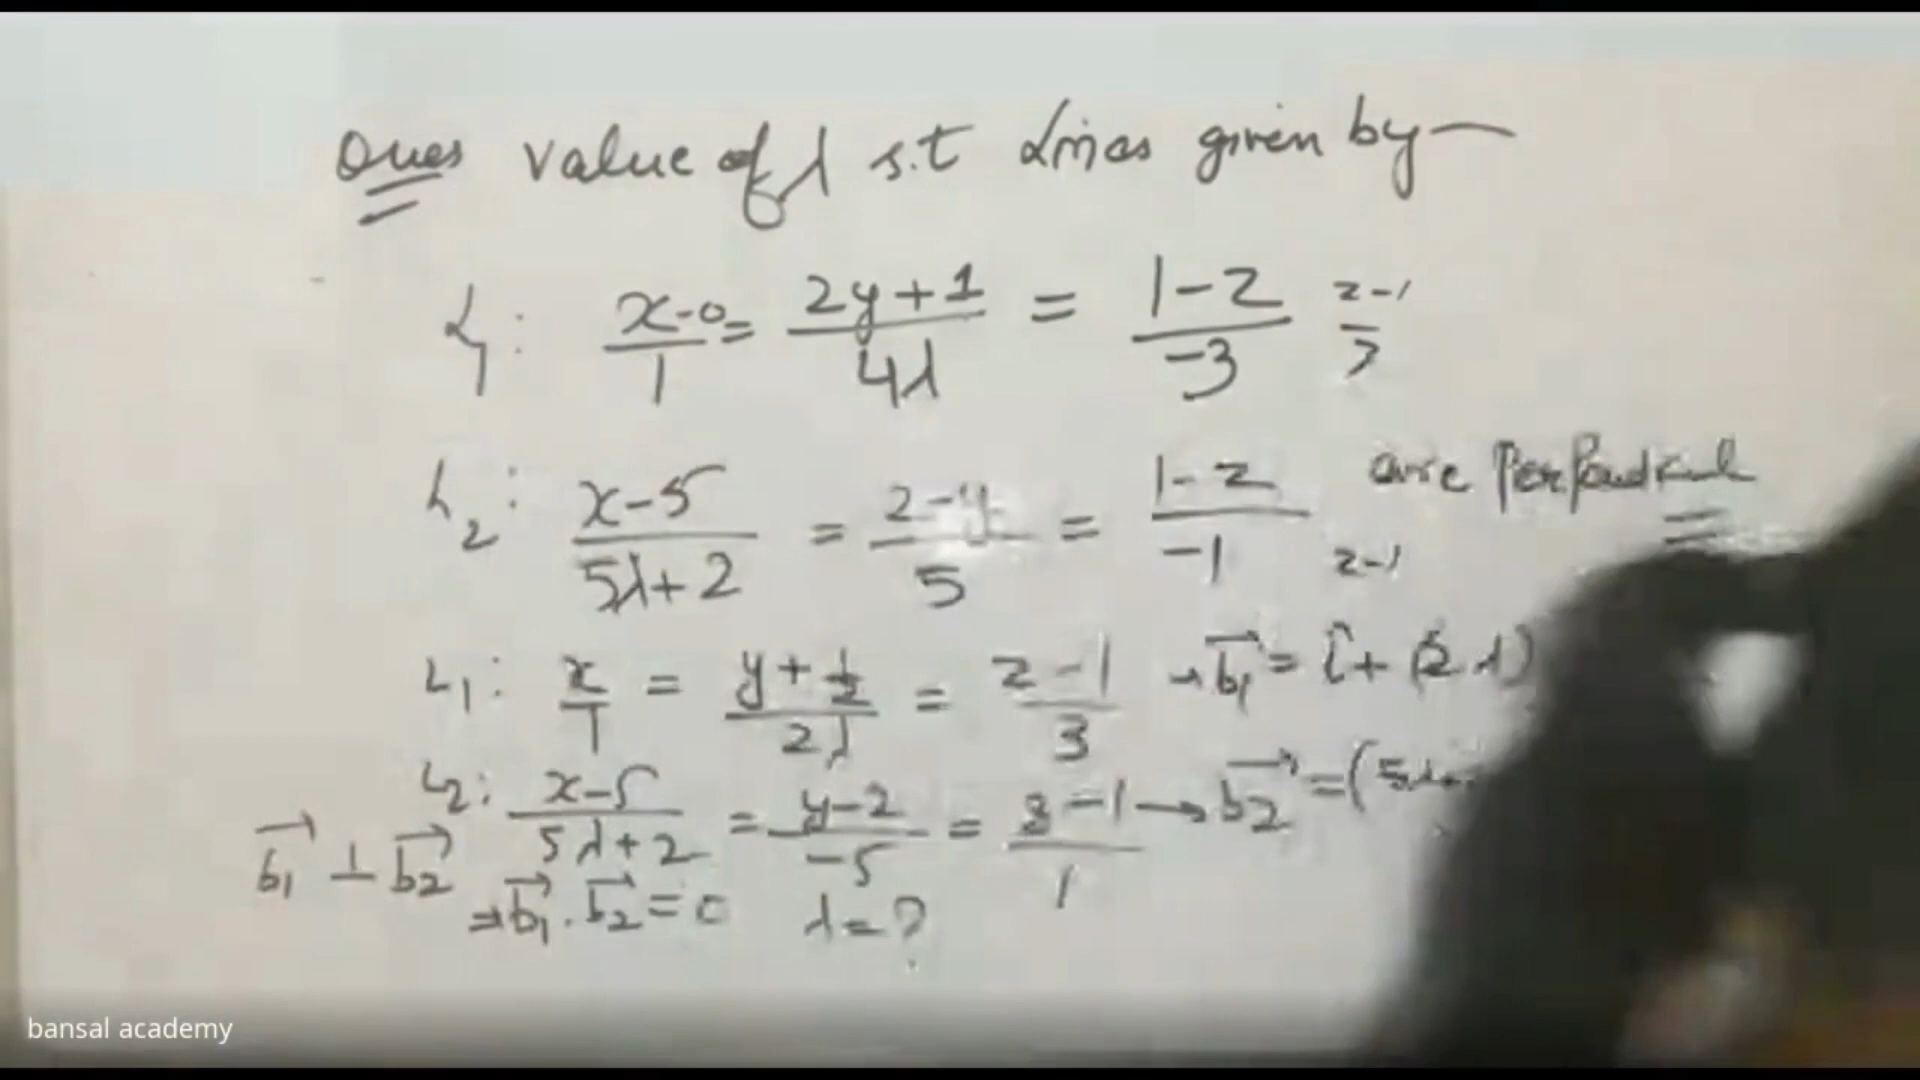 Ques value of λ s.t Lines given by —
L1: x-0/1 = 2y+1/4λ = 1-z/-3 z-1/3
L2: x-5/5λ+2 = 2-y/5 = 1-z/-1 are z-1
L1: x/1 = y+1/2/2λ = z-1/3 → b1 = î + (2λ)
L2: x-5/5λ+2 = y-2/-5 = z-1/1 → b2 = (5λ
b1 ⊥ b2
⇒ b1 . b2 = 0 λ = ?
bansal academy